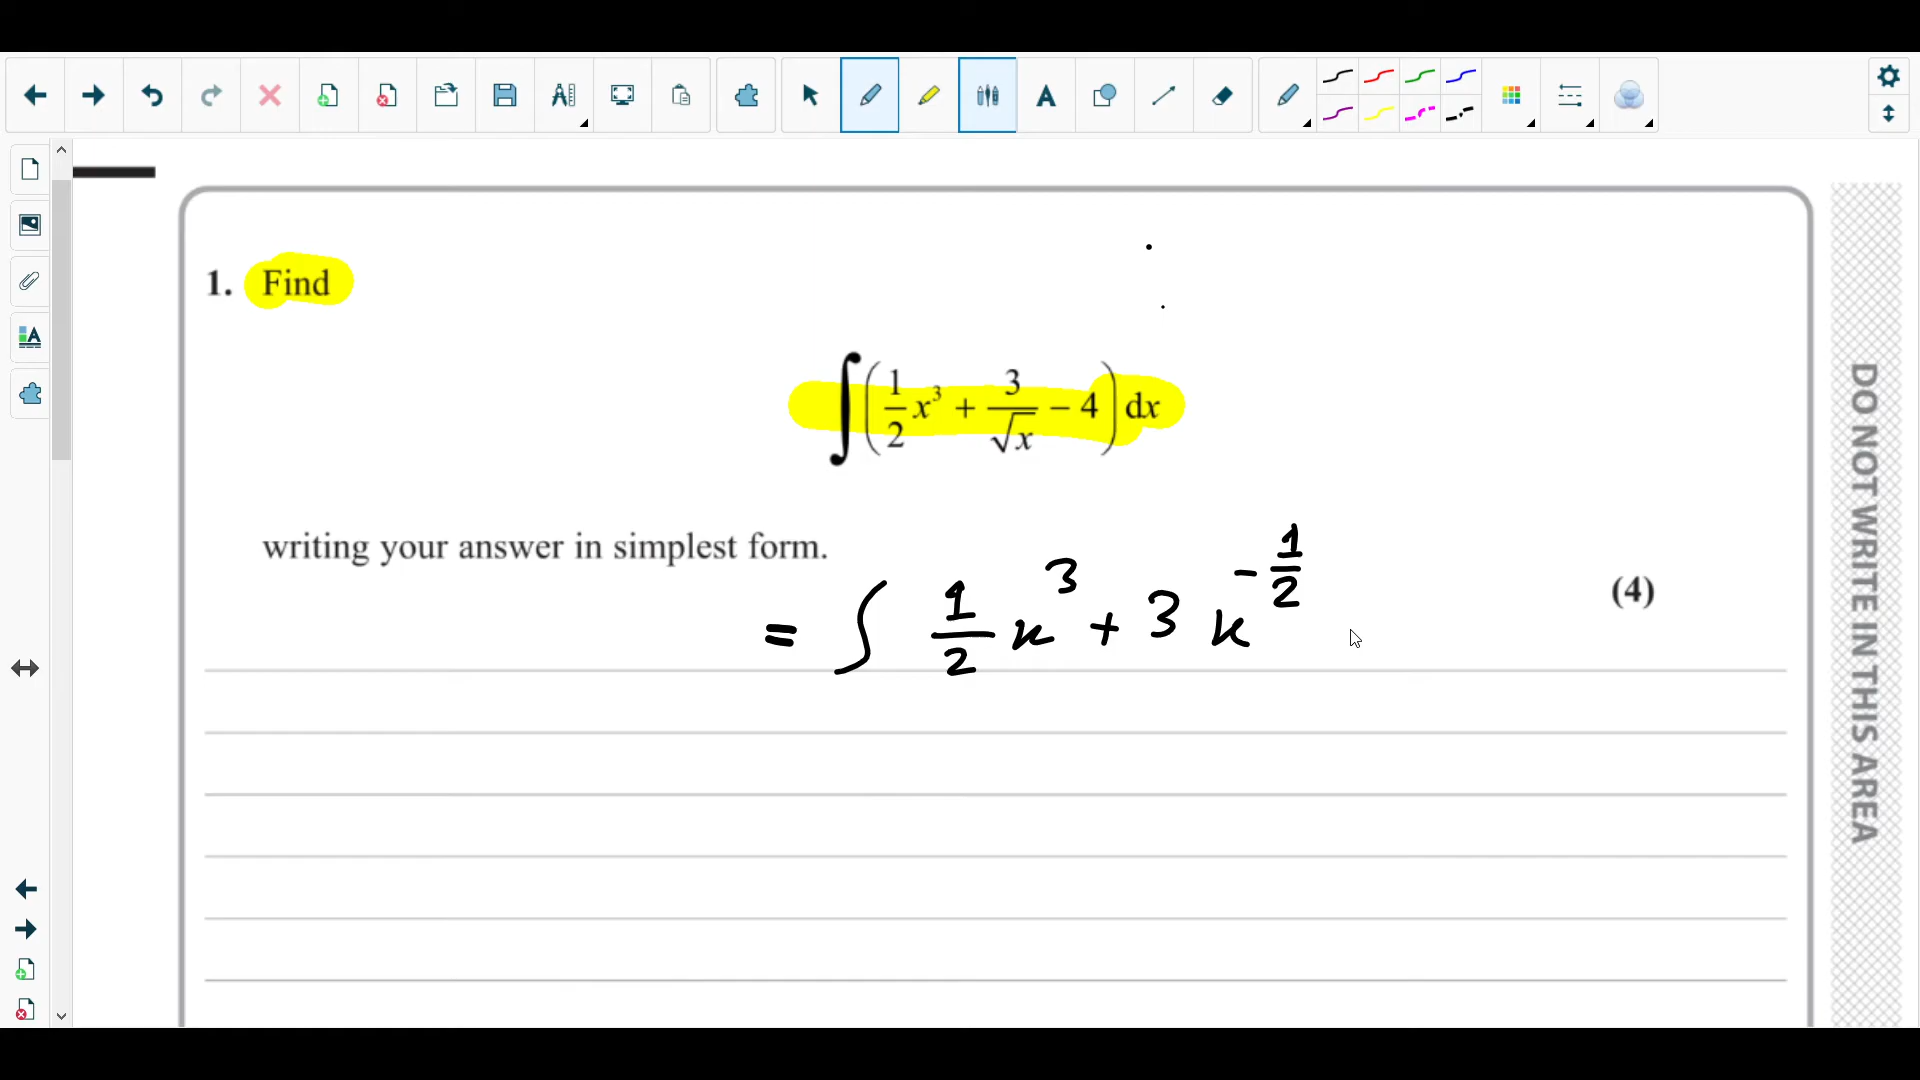 1. Find
∫(1/2 x³ + 3/√x − 4) dx
writing your answer in simplest form.
(4)
= ∫ 1/2 x³ + 3 x^(-1/2)
DO NOT WRITE IN THIS AREA